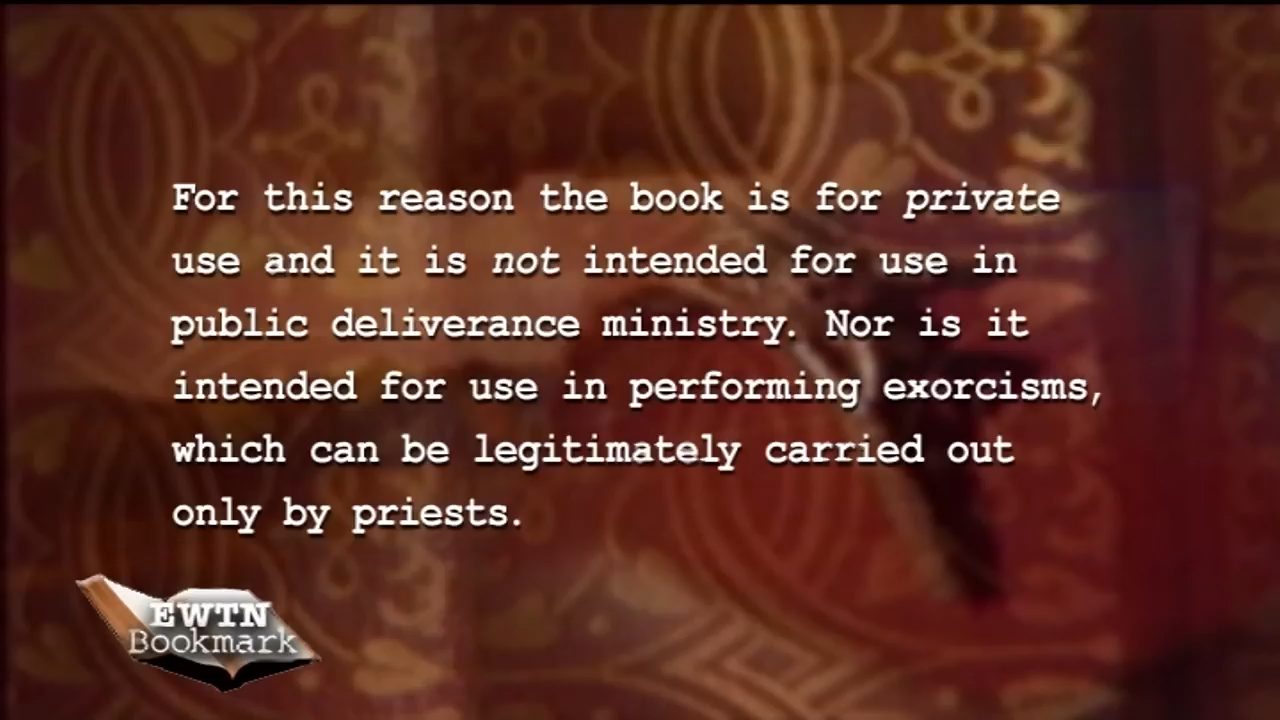 For this reason the book is for private
use and it is not intended for use in
public deliverance ministry. Nor is it
intended for use in performing exorcisms,
which can be legitimately carried out
only by priests.
EWTN
Bookmark